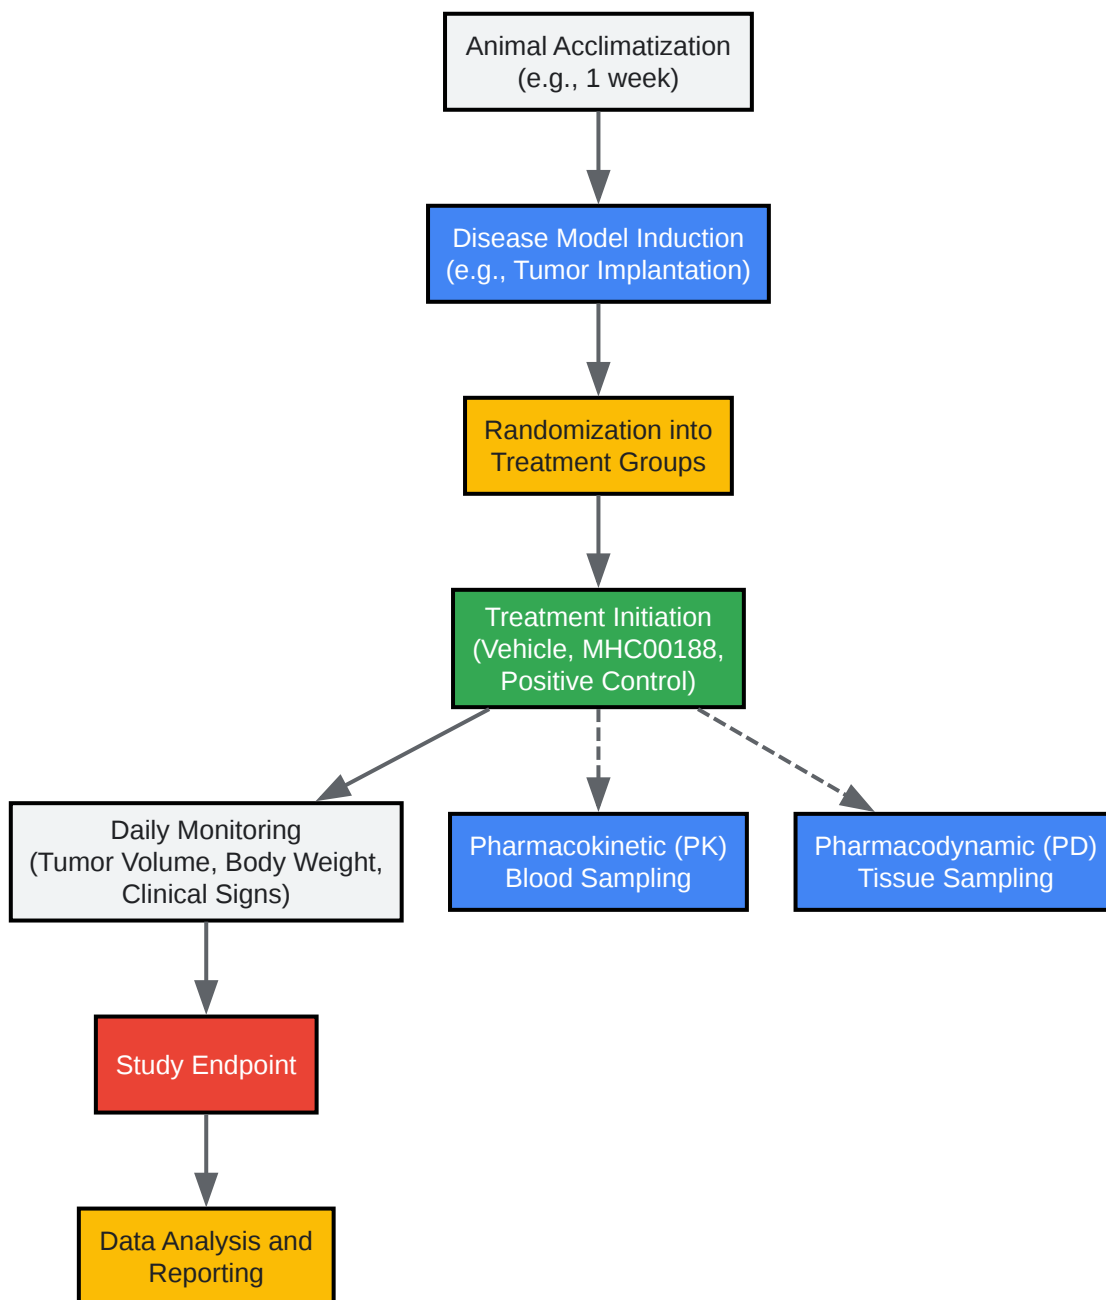 Animal Acclimatization
(e.g., 1 week)
Disease Model Induction
(e.g., Tumor Implantation)
Randomization into
Treatment Groups
Treatment Initiation
(Vehicle, MHC00188,
Positive Control)
Daily Monitoring
(Tumor Volume, Body Weight,
Clinical Signs)
Pharmacokinetic (PK)
Blood Sampling
Pharmacodynamic (PD)
Tissue Sampling
Study Endpoint
Data Analysis and
Reporting